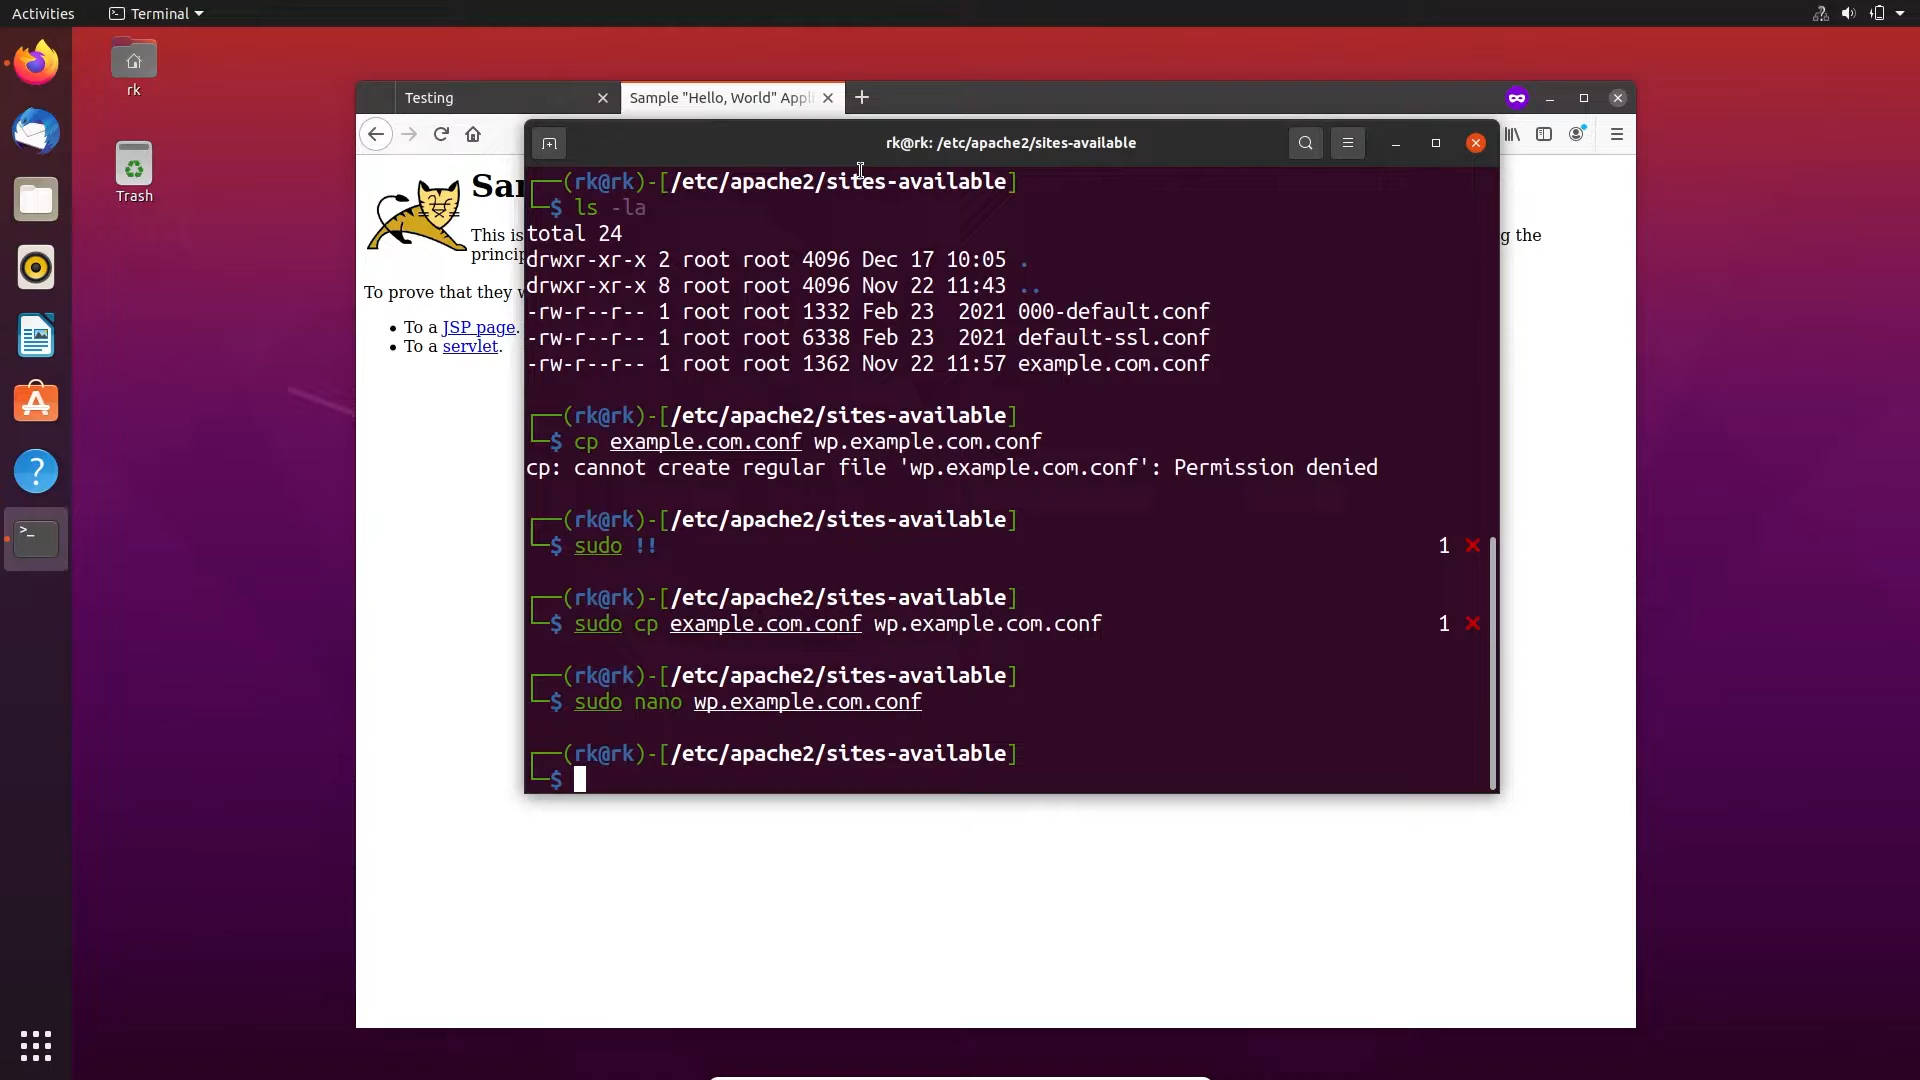 Activities
Terminal
rk
Trash
Testing
Sample "Hello, World" Appli
rk@rk: /etc/apache2/sites-available
┌──(rk@rk)-[/etc/apache2/sites-available]
└─$ ls -la
total 24
drwxr-xr-x 2 root root 4096 Dec 17 10:05 .
drwxr-xr-x 8 root root 4096 Nov 22 11:43 ..
-rw-r--r-- 1 root root 1332 Feb 23  2021 000-default.conf
-rw-r--r-- 1 root root 6338 Feb 23  2021 default-ssl.conf
-rw-r--r-- 1 root root 1362 Nov 22 11:57 example.com.conf
┌──(rk@rk)-[/etc/apache2/sites-available]
└─$ cp example.com.conf wp.example.com.conf
cp: cannot create regular file 'wp.example.com.conf': Permission denied
┌──(rk@rk)-[/etc/apache2/sites-available]
└─$ sudo !! 1 ✕
┌──(rk@rk)-[/etc/apache2/sites-available]
└─$ sudo cp example.com.conf wp.example.com.conf 1 ✕
┌──(rk@rk)-[/etc/apache2/sites-available]
└─$ sudo nano wp.example.com.conf
┌──(rk@rk)-[/etc/apache2/sites-available]
└─$
This is
g the
To prove that they
To a JSP page.
To a servlet.